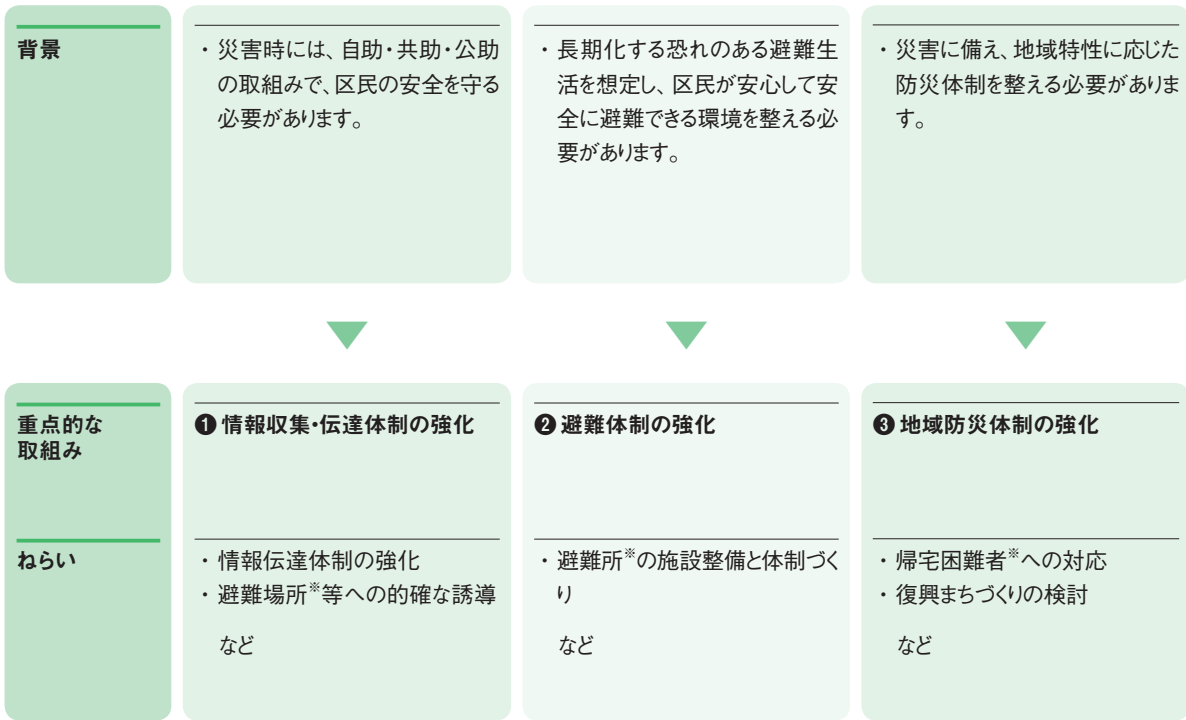 背景
・災害時には、自助・共助・公助
の取組みで、区民の安全を守る
必要があります。
・長期化する恐れのある避難生
活を想定し、区民が安心して安
全に避難できる環境を整える必
要があります。
・災害に備え、地域特性に応じた
防災体制を整える必要がありま
す。
重点的な
取組み
❶情報収集・伝達体制の強化
❷避難体制の強化
❸地域防災体制の強化
ねらい
・情報伝達体制の強化
・避難場所※等への的確な誘導
など
・避難所※の施設整備と体制づく
り
など
・帰宅困難者※への対応
・復興まちづくりの検討
など